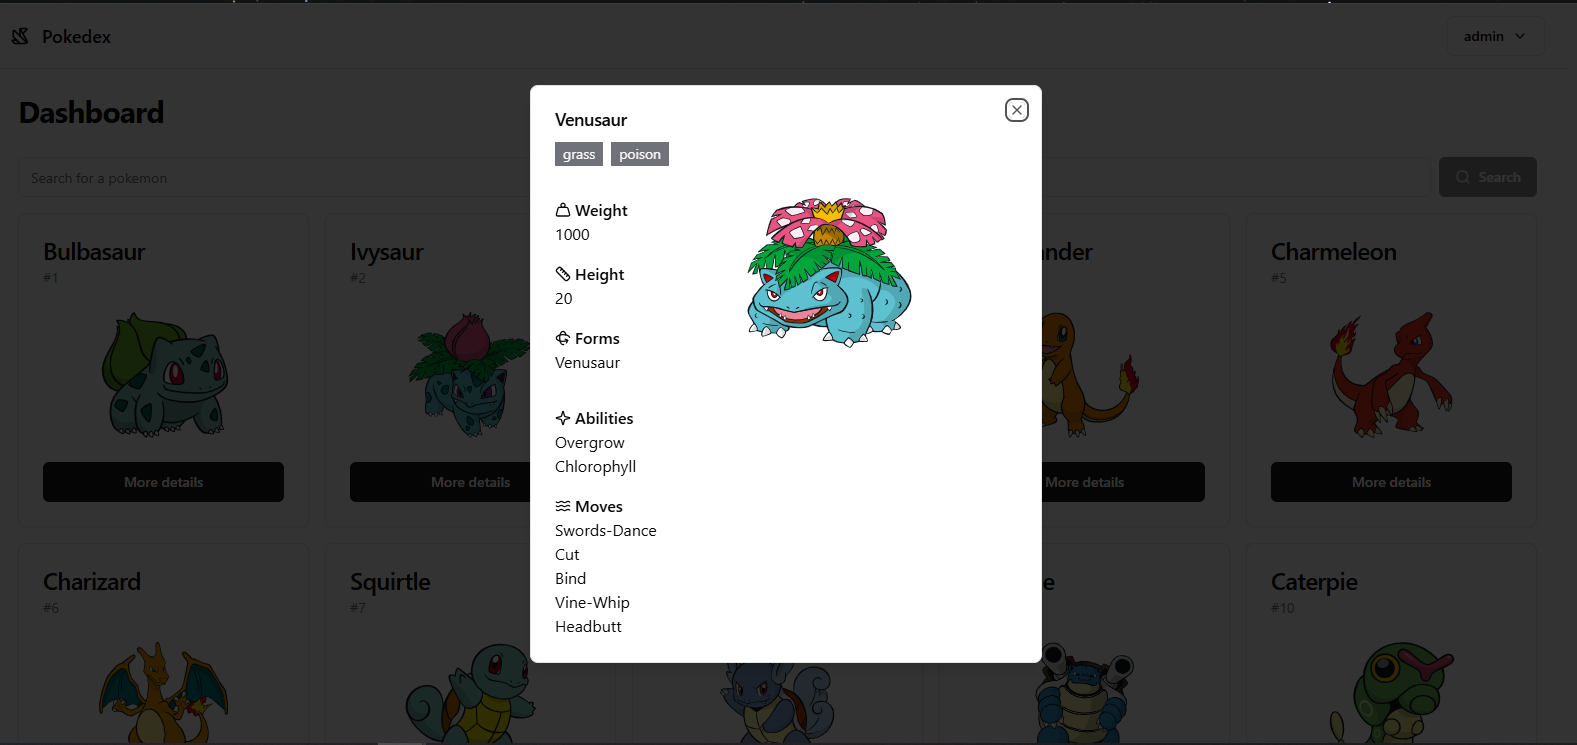 Pokedex
admin
Dashboard
Search for a pokemon
Search
Bulbasaur
#1
More details
Ivysaur
#2
More details
Venusaur
grass poison
Weight
1000
Height
20
Forms
Venusaur
Abilities
Overgrow
Chlorophyll
Moves
Swords-Dance
Cut
Bind
Vine-Whip
Headbutt
More details
Charmeleon
#5
More details
Charizard
#6
Squirtle
#7
Caterpie
#10